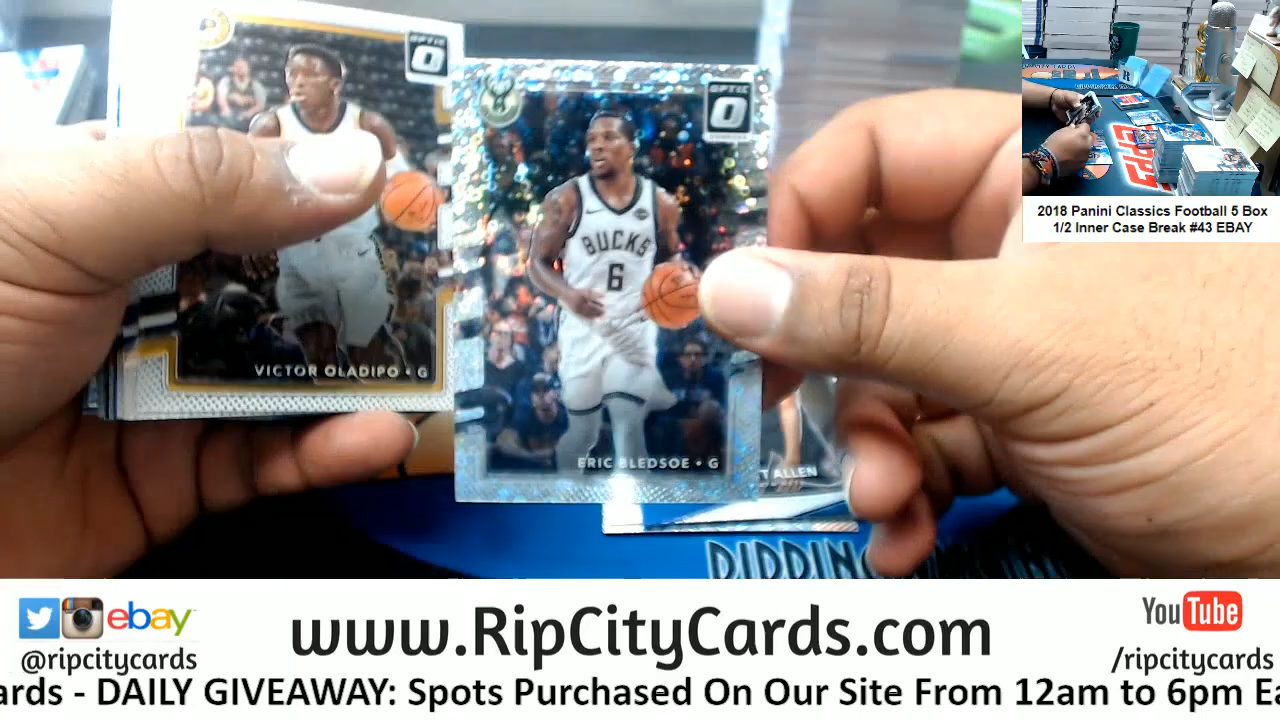 OPTIC
VICTOR OLADIPO • G
OPTIC
BUCKS
6
ERIC BLEDSOE • G
T ALLEN
2018 Panini Classics Football 5 Box
1/2 Inner Case Break #43 EBAY
ebay
@ripcitycards
www.RipCityCards.com
YouTube
/ripcitycards
ards - DAILY GIVEAWAY: Spots Purchased On Our Site From 12am to 6pm Ea